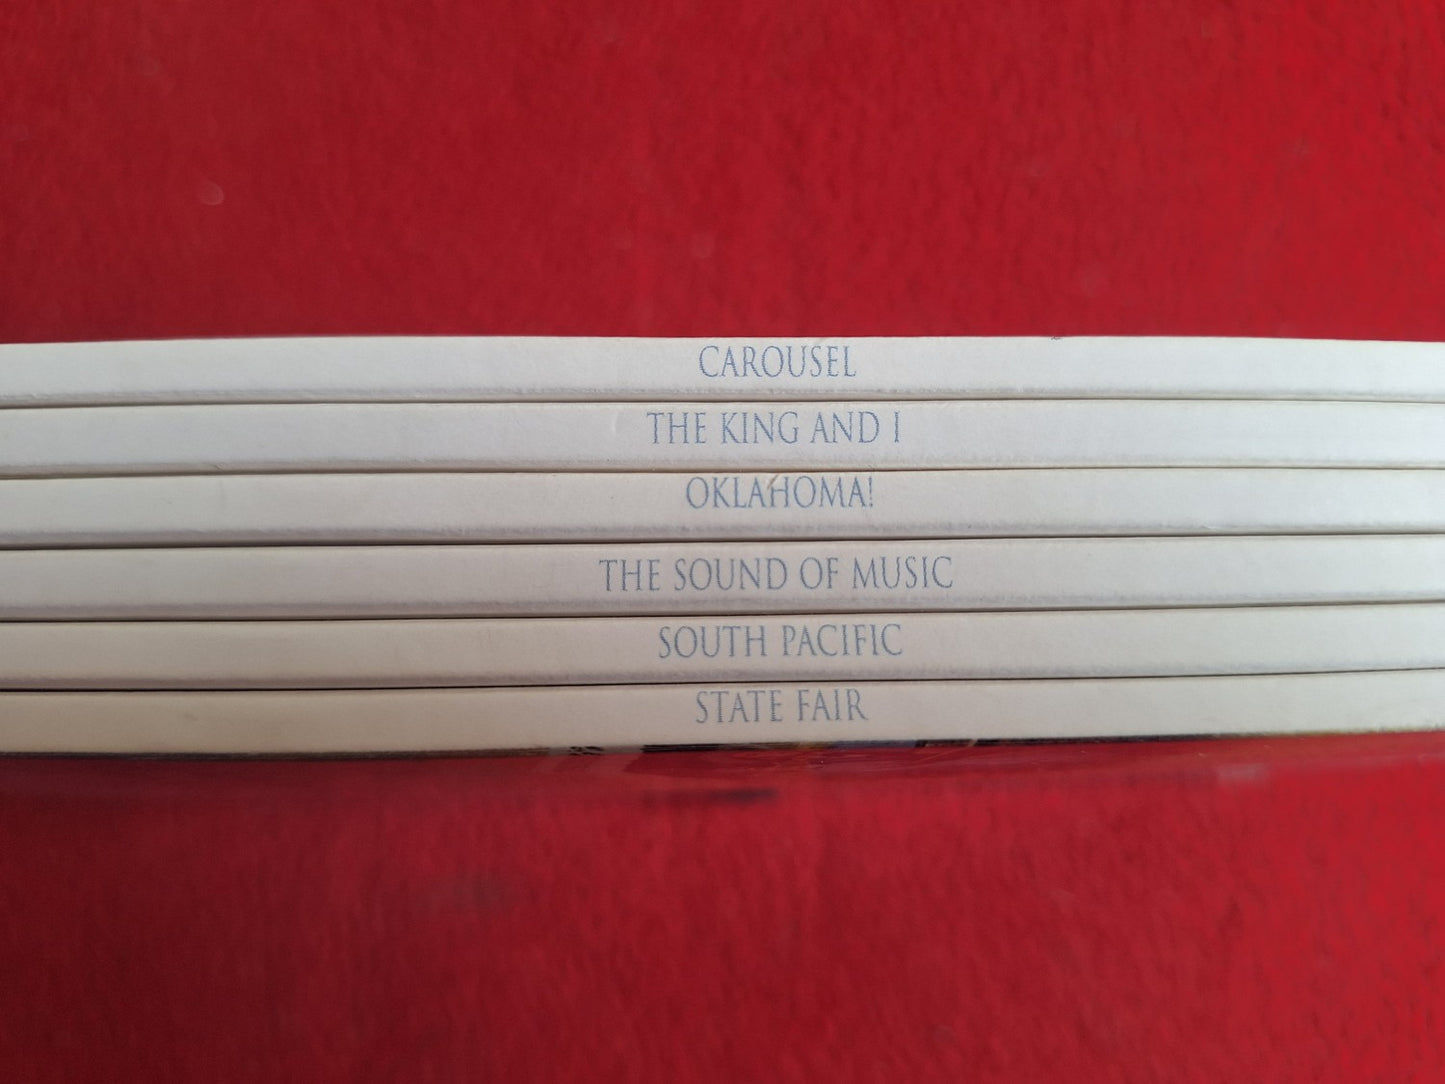 CAROUSEL
THE KING AND I
OKLAHOMA!
THE SOUND OF MUSIC
SOUTH PACIFIC
STATE FAIR